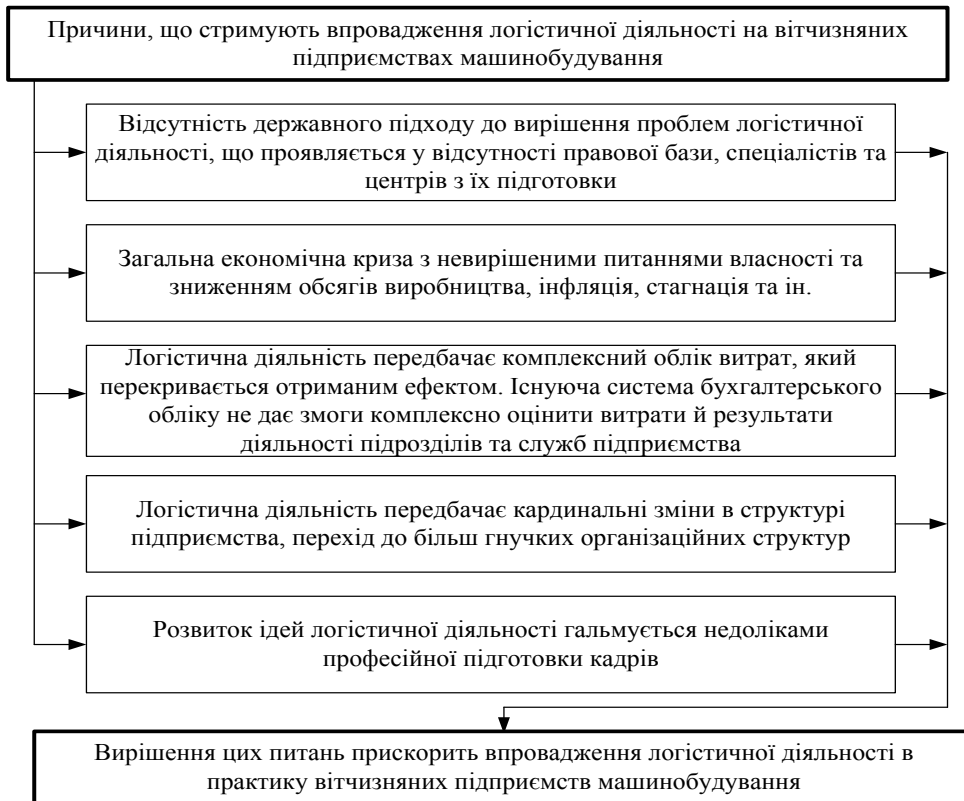 Причини, що стримують впровадження логістичної діяльності на вітчизняних
підприємствах машинобудування
Відсутність державного підходу до вирішення проблем логістичної
діяльності, що проявляється у відсутності правової бази, спеціалістів та
центрів з їх підготовки
Загальна економічна криза з невирішеними питаннями власності та
зниженням обсягів виробництва, інфляція, стагнація та ін.
Логістична діяльність передбачає комплексний облік витрат, який
перекривається отриманим ефектом. Існуюча система бухгалтерського
обліку не дає змоги комплексно оцінити витрати й результати
діяльності підрозділів та служб підприємства
Логістична діяльність передбачає кардинальні зміни в структурі
підприємства, перехід до більш гнучких організаційних структур
Розвиток ідей логістичної діяльності гальмується недоліками
професійної підготовки кадрів
Вирішення цих питань прискорить впровадження логістичної діяльності в
практику вітчизняних підприємств машинобудування